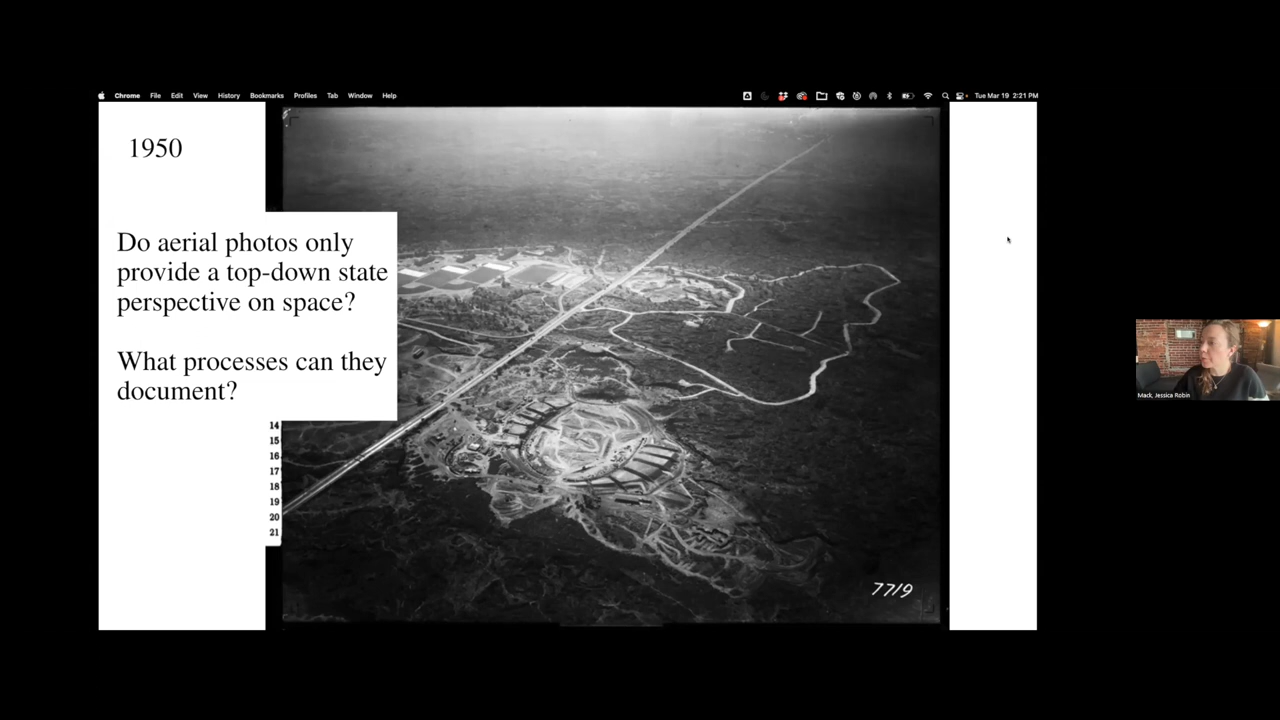 Chrome File Edit View History Bookmarks Profiles Tab Window Help
Tue Mar 19 2:21 PM
1950
Do aerial photos only
provide a top-down state
perspective on space?
What processes can they
document?
14
15
16
17
18
19
20
21
7719
Mack, Jessica Robin